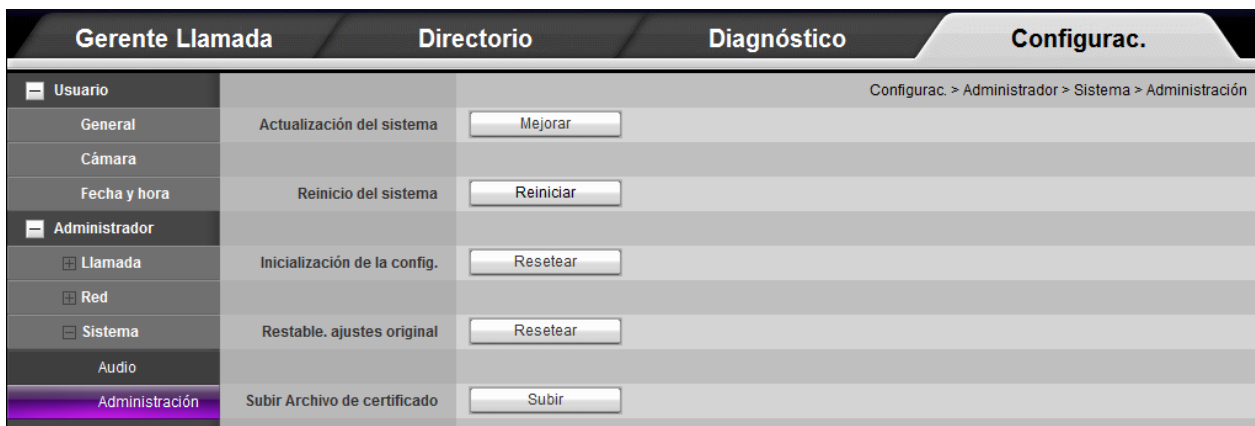 Gerente Llamada Directorio Diagnóstico Configurac.
Usuario Configurac. > Administrador > Sistema > Administración
General Actualización del sistema Mejorar
Cámara
Fecha y hora Reinicio del sistema Reiniciar
Administrador
Llamada Inicialización de la config. Resetear
Red
Sistema Restable. ajustes original Resetear
Audio
Administración Subir Archivo de certificado Subir